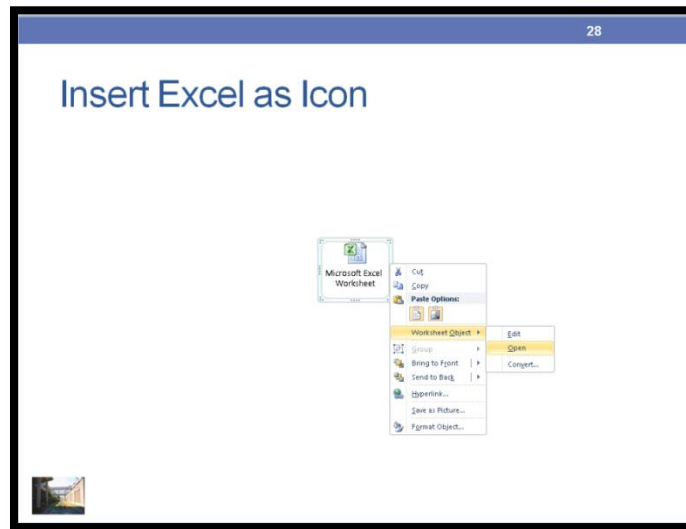 28
Insert Excel as Icon
Microsoft Excel
Worksheet
Cut
Copy
Paste Options:
Worksheet Object
Group
Bring to Front
Send to Back
Hyperlink...
Save as Picture...
Format Object...
Edit
Open
Convert...